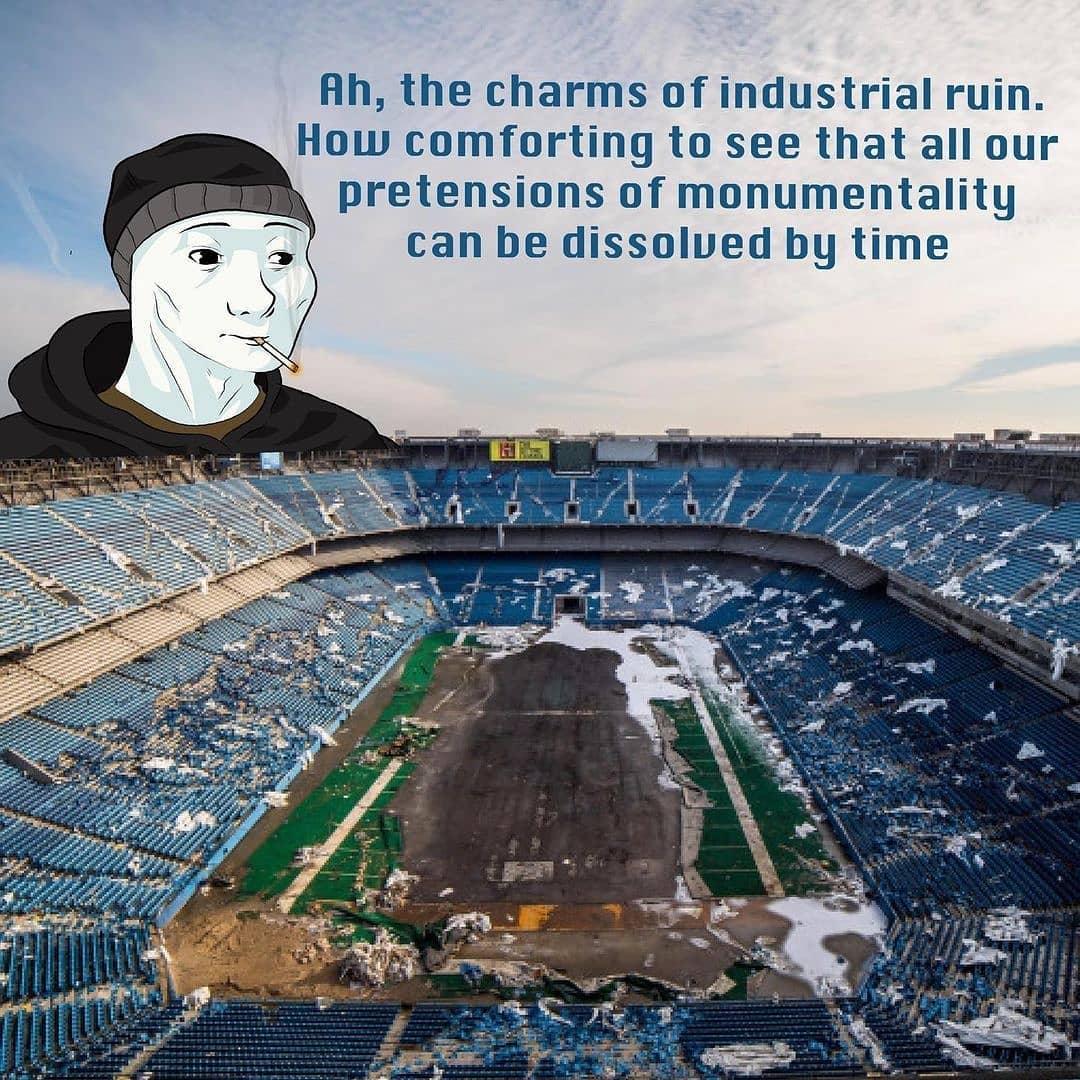 Ah, the charms of industrial ruin.
How comforting to see that all our
pretensions of monumentality
can be dissolved by time